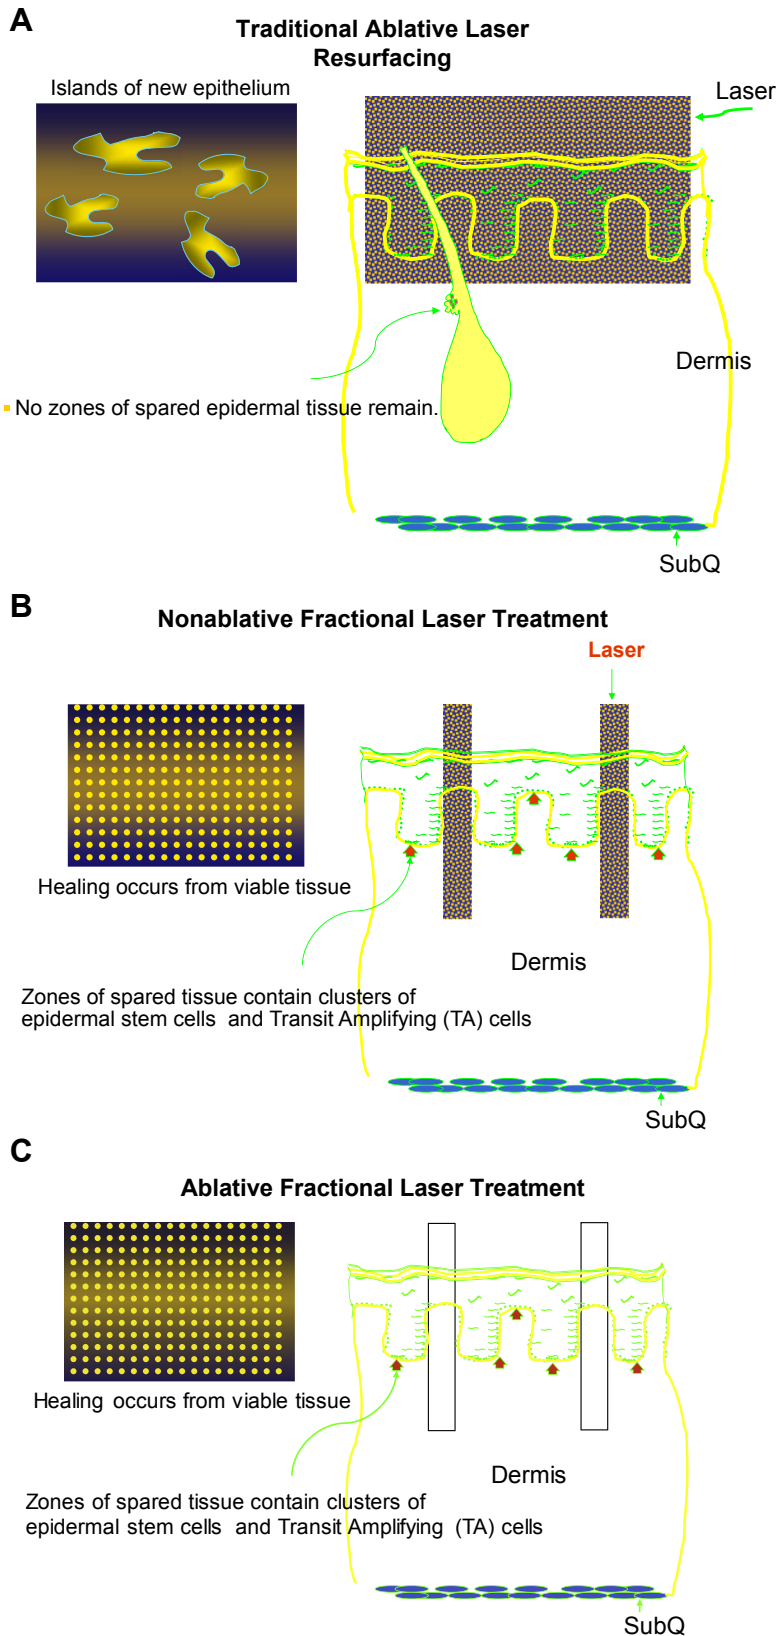 A
Traditional Ablative Laser
Resurfacing
Islands of new epithelium
Laser
Dermis
No zones of spared epidermal tissue remain.
SubQ
B
Nonablative Fractional Laser Treatment
Laser
Healing occurs from viable tissue
Dermis
Zones of spared tissue contain clusters of
epidermal stem cells and Transit Amplifying (TA) cells
SubQ
C
Ablative Fractional Laser Treatment
Healing occurs from viable tissue
Dermis
Zones of spared tissue contain clusters of
epidermal stem cells and Transit Amplifying (TA) cells
SubQ